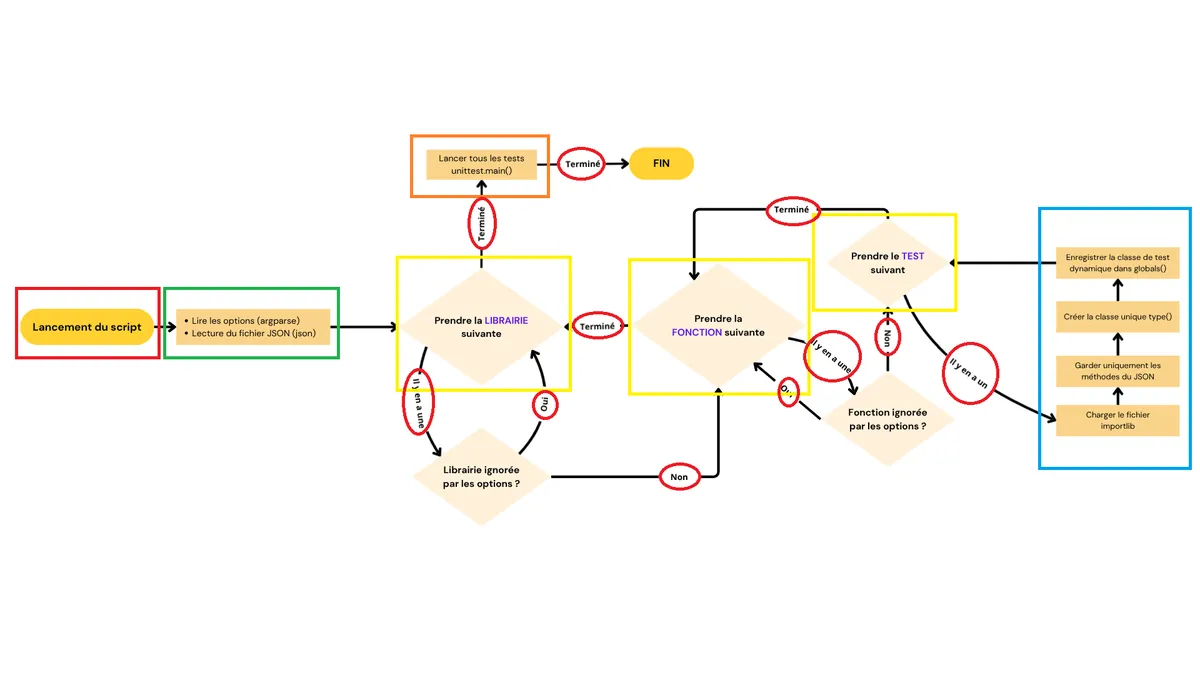 Lancement du script
Lire les options (argparse)
Lecture du fichier JSON (json)
Prendre la LIBRAIRIE
suivante
Il y en a une
Librairie ignorée
par les options ?
Oui
Non
Terminé
Lancer tous les tests
unittest.main()
Terminé
FIN
Terminé
Prendre la
FONCTION suivante
Il y en a une
Fonction ignorée
par les options ?
Oui
Non
Terminé
Prendre le TEST
suivant
Il y en a un
Charger le fichier
importlib
Garder uniquement les
méthodes du JSON
Créer la classe unique type()
Enregistrer la classe de test
dynamique dans globals()